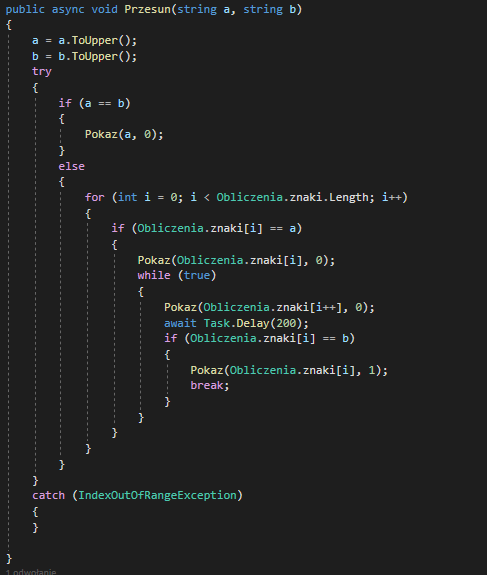 public async void Przesun(string a, string b)
{
    a = a.ToUpper();
    b = b.ToUpper();
    try
    {
        if (a == b)
        {
            Pokaz(a, 0);
        }
        else
        {
            for (int i = 0; i < Obliczenia.znaki.Length; i++)
            {
                if (Obliczenia.znaki[i] == a)
                {
                    Pokaz(Obliczenia.znaki[i], 0);
                    while (true)
                    {
                        Pokaz(Obliczenia.znaki[i++], 0);
                        await Task.Delay(200);
                        if (Obliczenia.znaki[i] == b)
                        {
                            Pokaz(Obliczenia.znaki[i], 1);
                            break;
                        }
                    }
                }
            }
        }
    }
    catch (IndexOutOfRangeException)
    {
    }
}
1 odwołanie